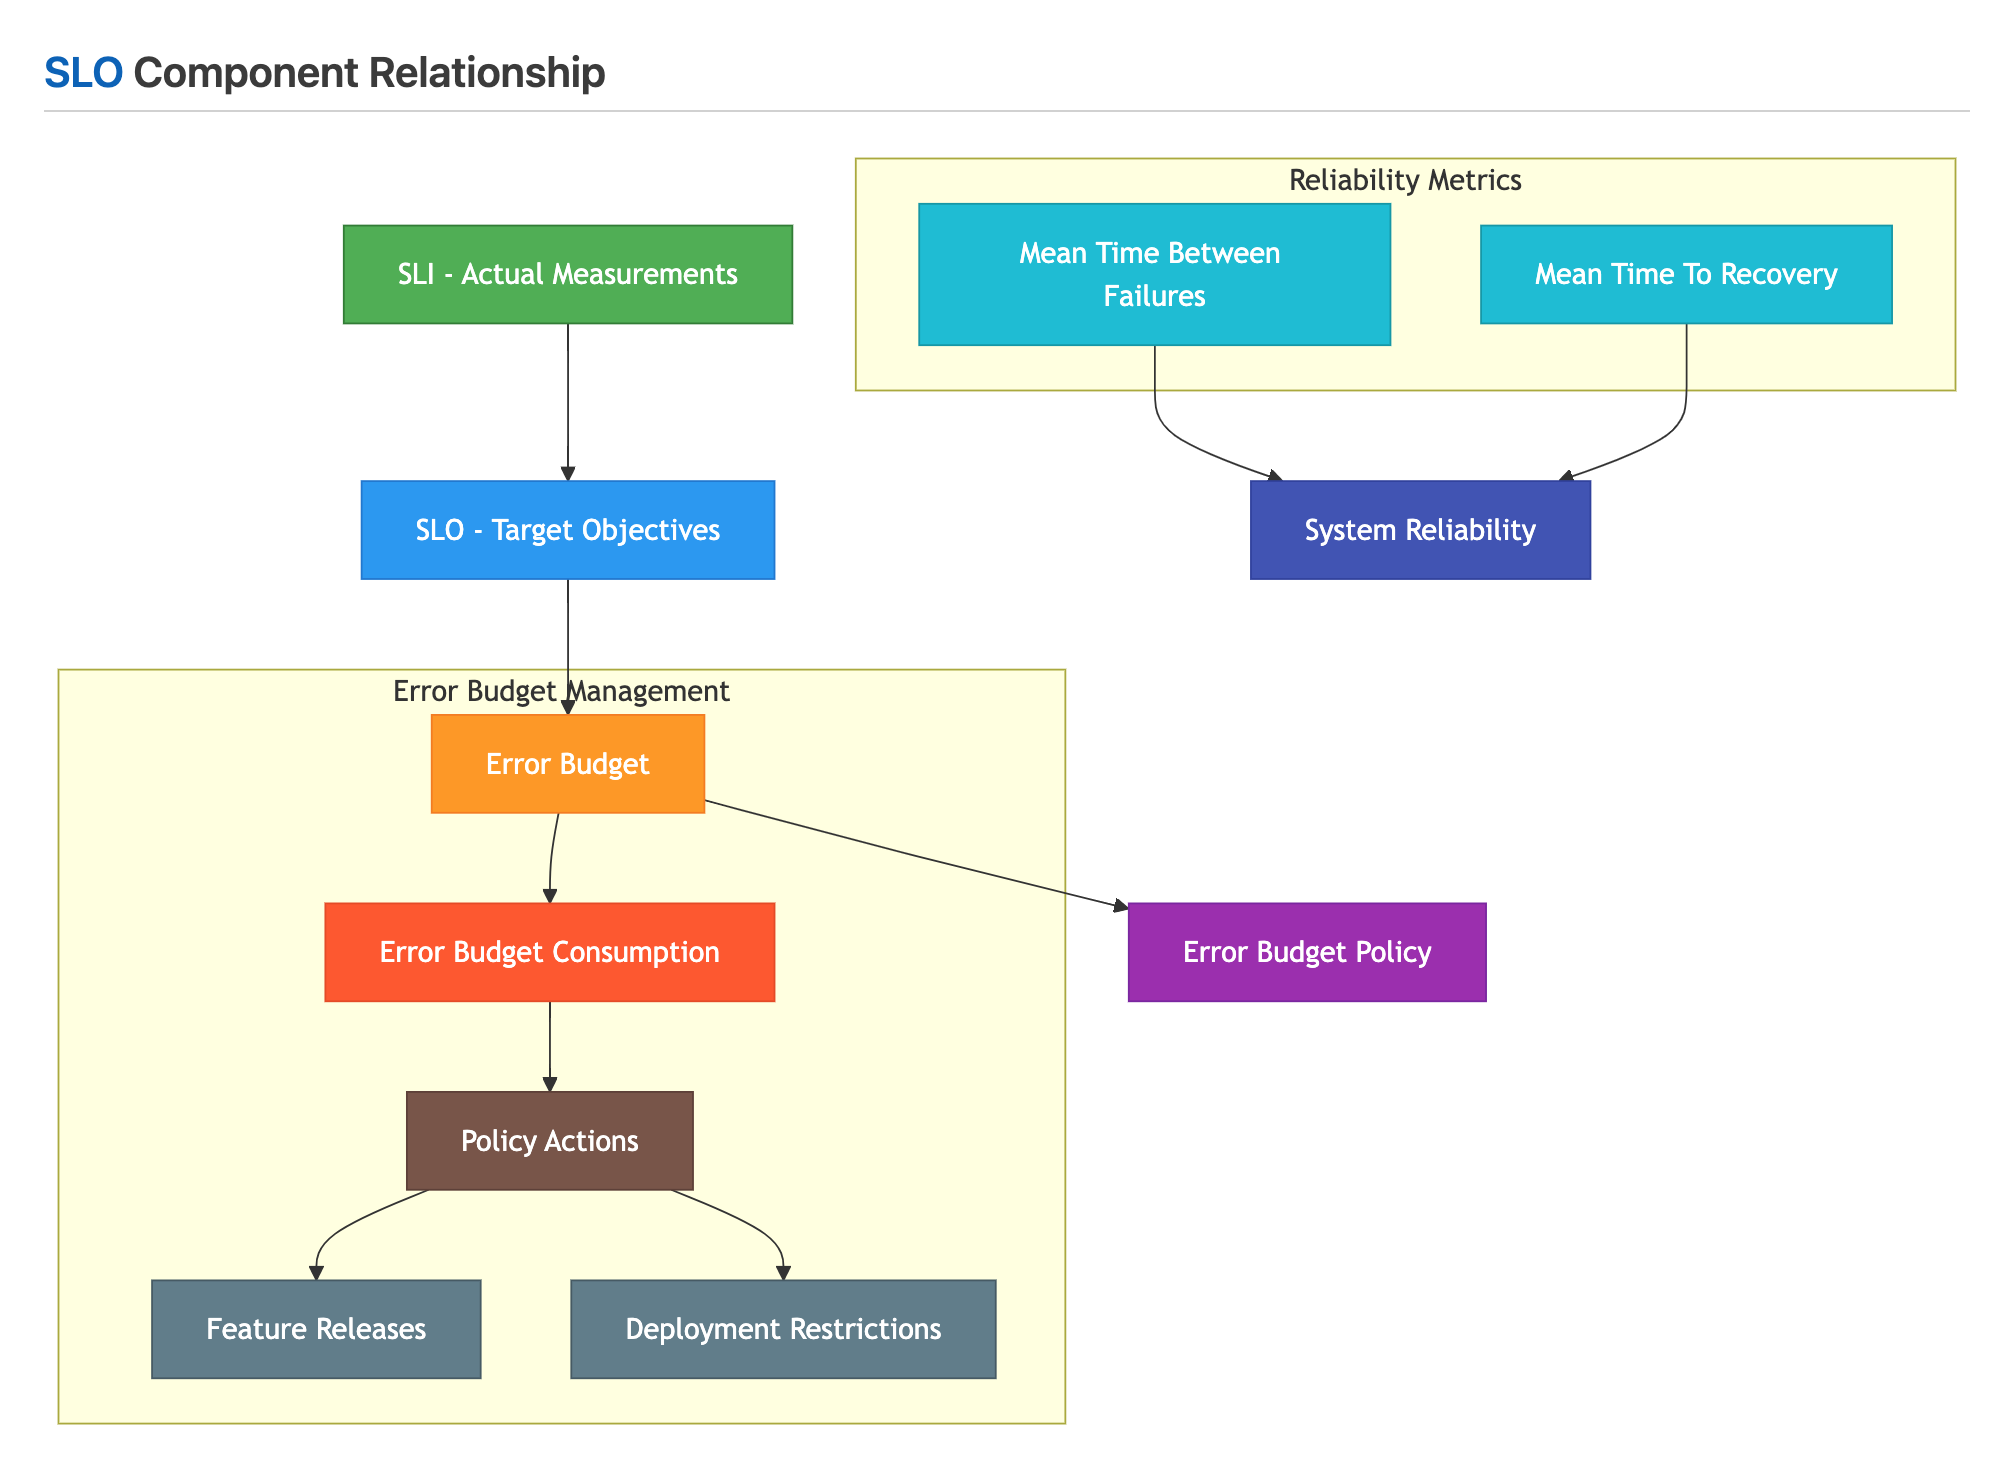 SLO Component Relationship
Reliability Metrics
SLI - Actual Measurements
Mean Time Between
Failures
Mean Time To Recovery
SLO - Target Objectives
System Reliability
Error Budget Management
Error Budget
Error Budget Consumption
Error Budget Policy
Policy Actions
Feature Releases
Deployment Restrictions